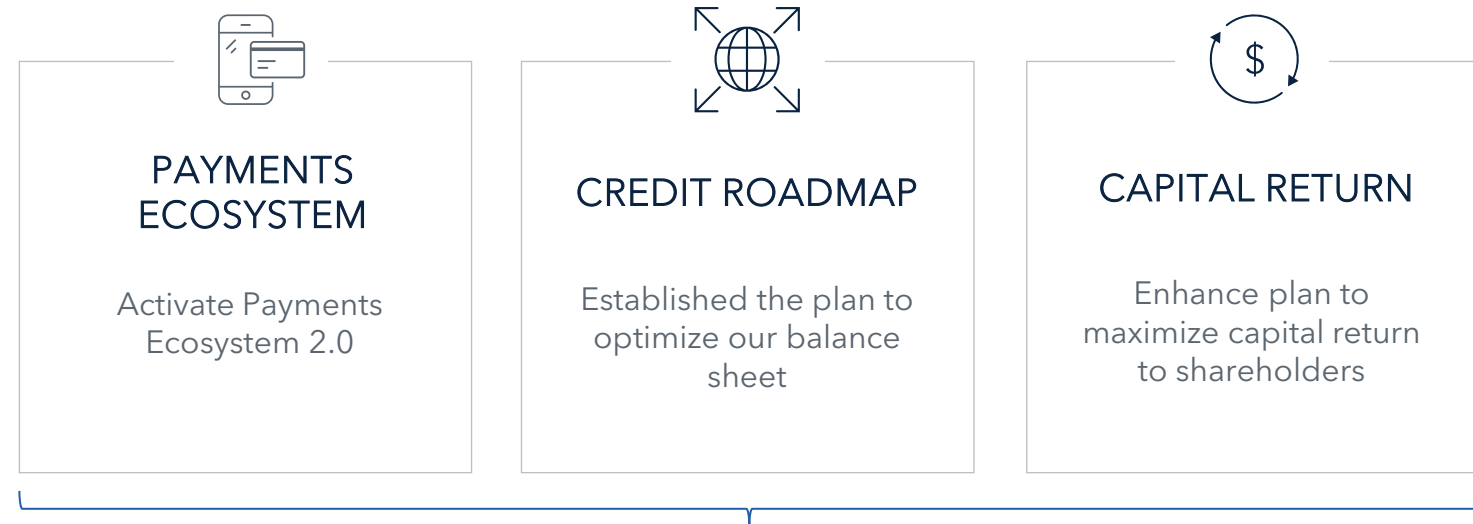 $
PAYMENTS
ECOSYSTEM
Activate Payments
Ecosystem 2.0
CREDIT ROADMAP
Established the plan to
optimize our balance
sheet
CAPITAL RETURN
Enhance plan to
maximize capital return
to shareholders